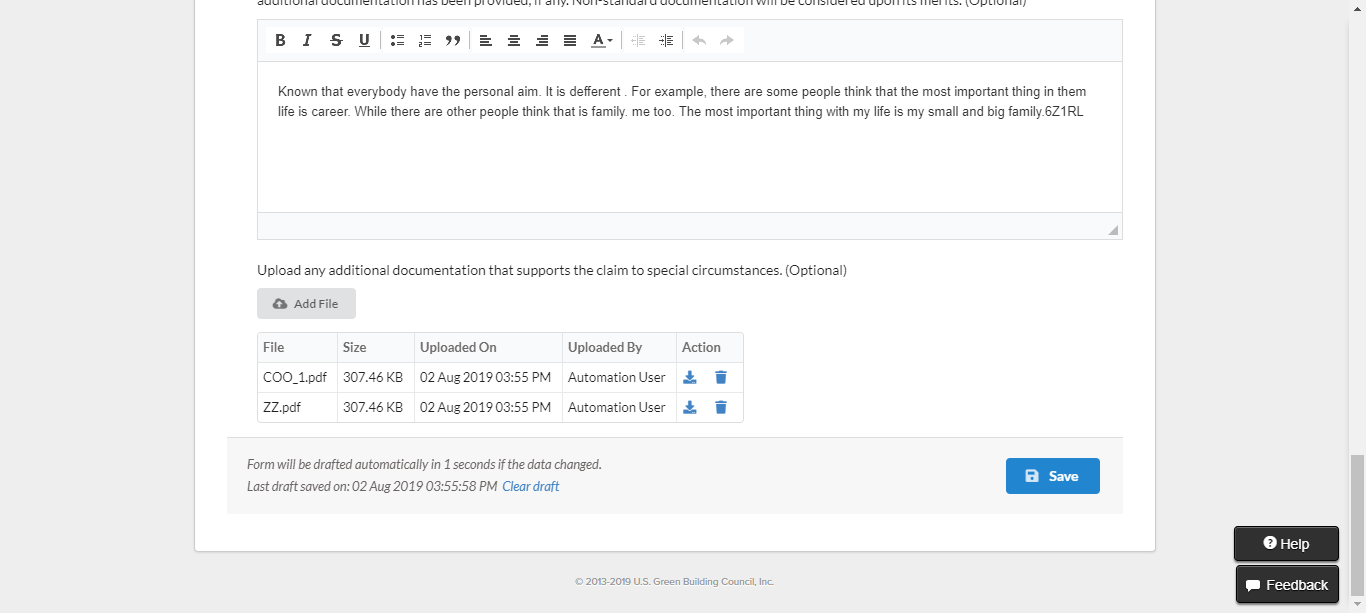 additional documentation has been provided, if any. Non-standard documentation will be considered upon its merits. (Optional)
B I S U A
Known that everybody have the personal aim. It is defferent . For example, there are some people think that the most important thing in them
life is career. While there are other people think that is family. me too. The most important thing with my life is my small and big family.6Z1RL
Upload any additional documentation that supports the claim to special circumstances. (Optional)
Add File
File Size Uploaded On Uploaded By Action
COO_1.pdf 307.46 KB 02 Aug 2019 03:55 PM Automation User
ZZ.pdf 307.46 KB 02 Aug 2019 03:55 PM Automation User
Form will be drafted automatically in 1 seconds if the data changed.
Last draft saved on: 02 Aug 2019 03:55:58 PM Clear draft
Save
Help
Feedback
© 2013-2019 U.S. Green Building Council, Inc.